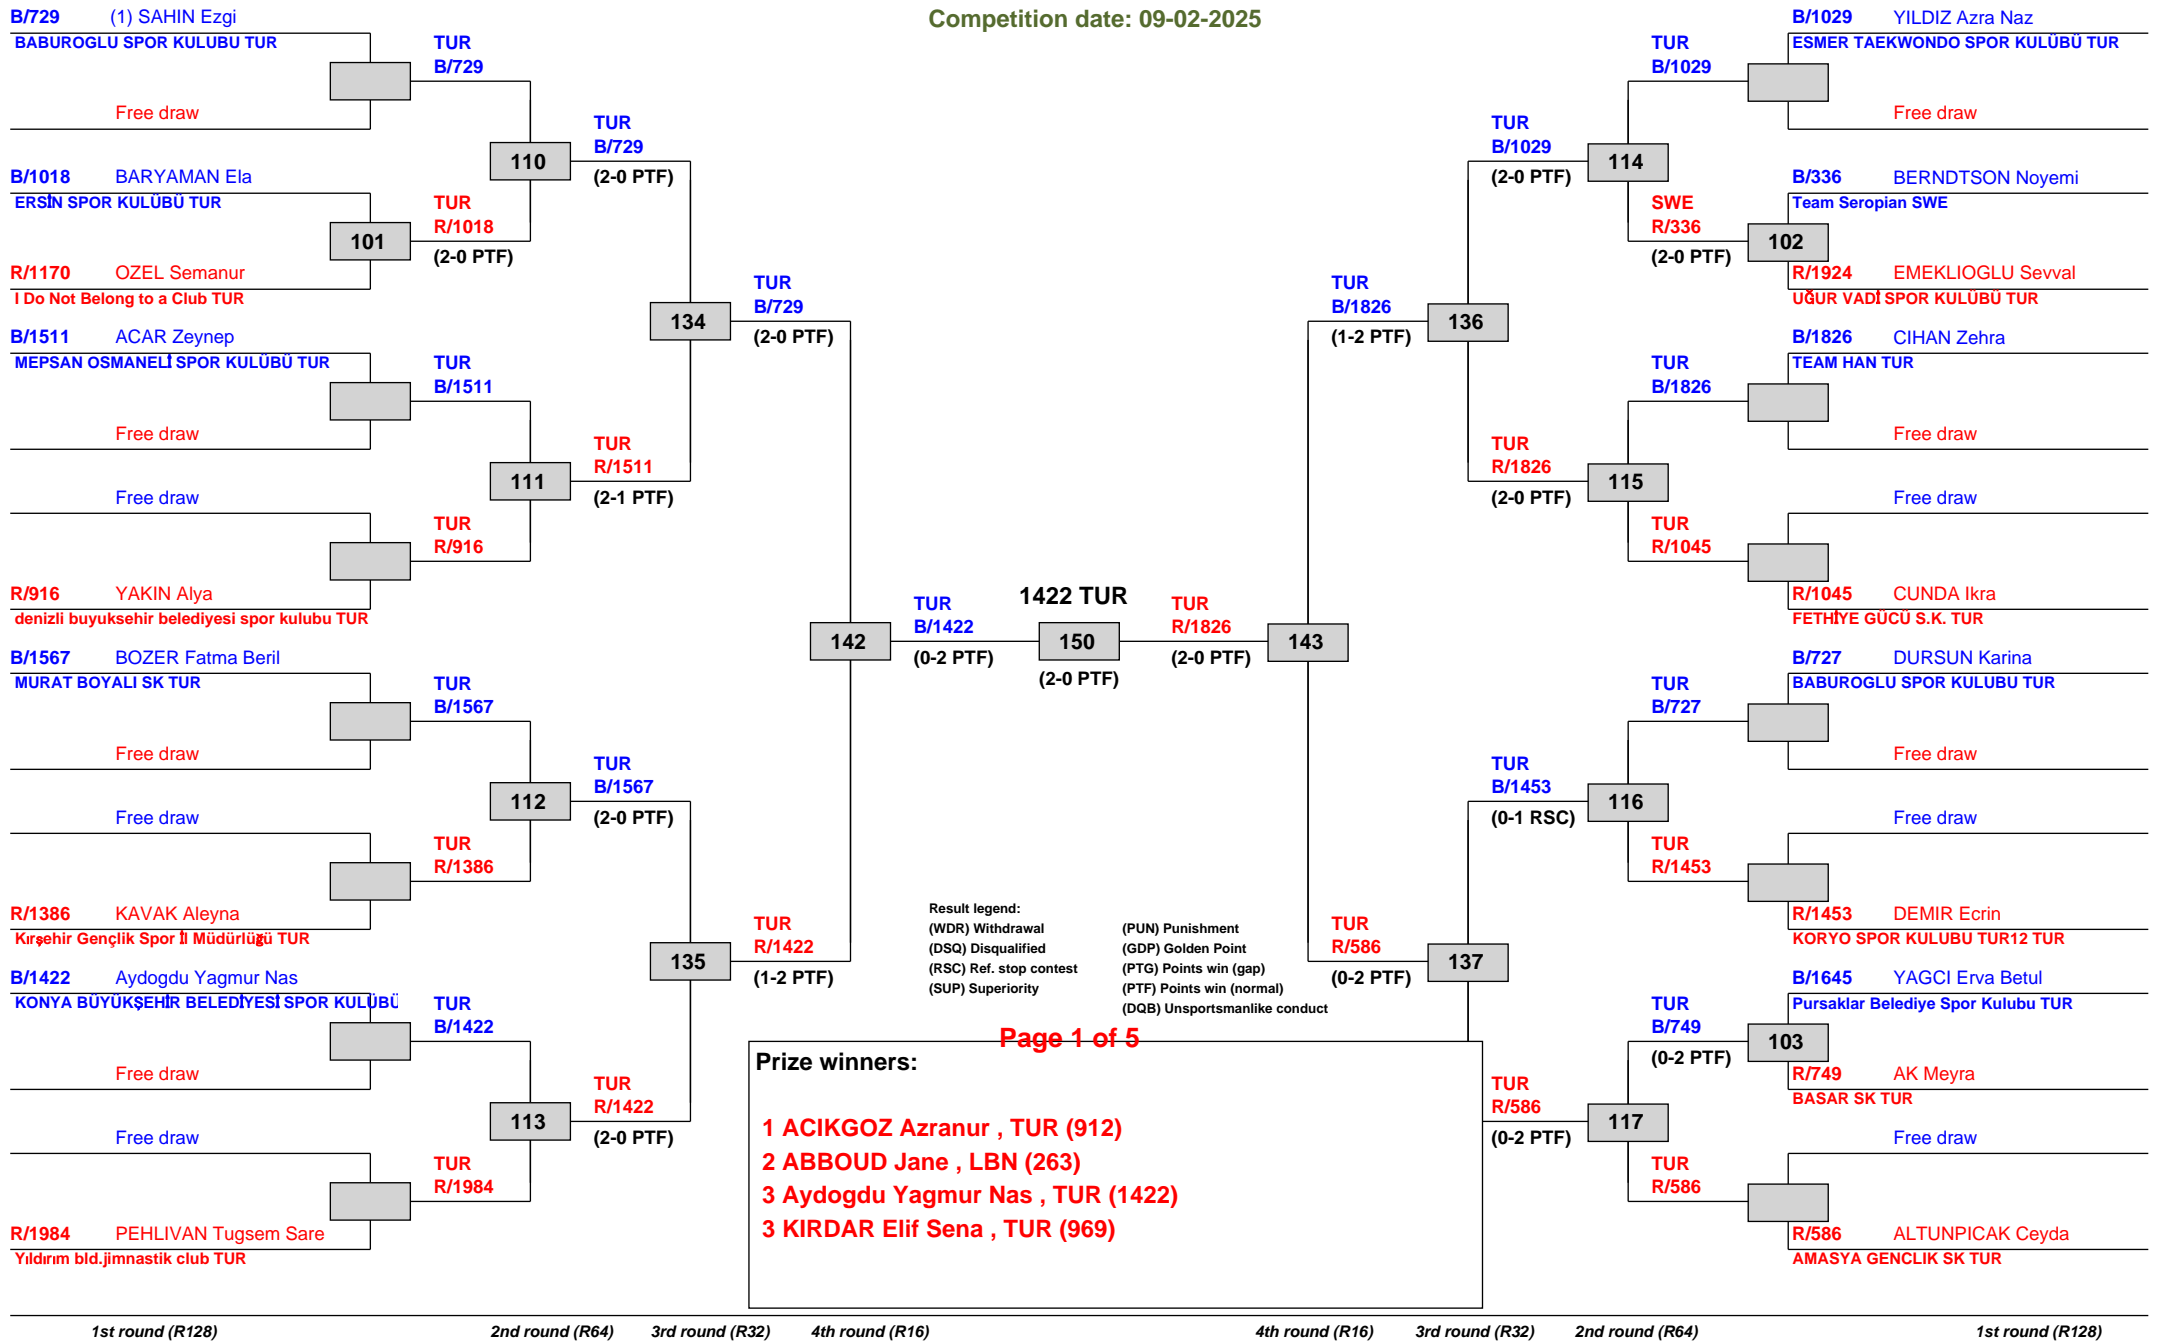 Competition date: 09-02-2025
B/729 (1) SAHIN Ezgi
BABUROGLU SPOR KULUBU TUR
Free draw
B/1018 BARYAMAN Ela
ERSİN SPOR KULÜBÜ TUR
R/1170 OZEL Semanur
I Do Not Belong to a Club TUR
B/1511 ACAR Zeynep
MEPSAN OSMANELİ SPOR KULÜBÜ TUR
Free draw
Free draw
R/916 YAKIN Alya
denizli buyuksehir belediyesi spor kulubu TUR
B/1567 BOZER Fatma Beril
MURAT BOYALI SK TUR
Free draw
Free draw
R/1386 KAVAK Aleyna
Kırşehir Gençlik Spor İl Müdürlüğü TUR
B/1422 Aydogdu Yagmur Nas
KONYA BÜYÜKŞEHİR BELEDİYESİ SPOR KULÜBÜ
Free draw
Free draw
R/1984 PEHLIVAN Tugsem Sare
Yıldırım bld.jimnastik club TUR
101
TUR
B/729
TUR
R/1018
(2-0 PTF)
TUR
B/1511
TUR
R/916
TUR
B/1567
TUR
R/1386
TUR
B/1422
TUR
R/1984
110
111
112
113
TUR
B/729
(2-0 PTF)
TUR
R/1511
(2-1 PTF)
TUR
B/1567
(2-0 PTF)
TUR
R/1422
(2-0 PTF)
134
135
TUR
B/729
(2-0 PTF)
TUR
R/1422
(1-2 PTF)
142
TUR
B/1422
(0-2 PTF)
1422 TUR
150
(2-0 PTF)
TUR
R/1826
(2-0 PTF)
143
TUR
B/1826
(1-2 PTF)
TUR
R/586
(0-2 PTF)
136
137
TUR
B/1029
(2-0 PTF)
TUR
R/1826
(2-0 PTF)
TUR
B/1453
(0-1 RSC)
TUR
R/586
(0-2 PTF)
114
115
116
117
TUR
B/1029
SWE
R/336
(2-0 PTF)
TUR
B/1826
TUR
R/1045
TUR
B/727
TUR
R/1453
TUR
B/749
(0-2 PTF)
TUR
R/586
102
103
B/1029 YILDIZ Azra Naz
ESMER TAEKWONDO SPOR KULÜBÜ TUR
Free draw
B/336 BERNDTSON Noyemi
Team Seropian SWE
R/1924 EMEKLIOGLU Sevval
UĞUR VADİ SPOR KULÜBÜ TUR
B/1826 CIHAN Zehra
TEAM HAN TUR
Free draw
Free draw
R/1045 CUNDA Ikra
FETHİYE GÜCÜ S.K. TUR
B/727 DURSUN Karina
BABUROGLU SPOR KULUBU TUR
Free draw
Free draw
R/1453 DEMIR Ecrin
KORYO SPOR KULUBU TUR12 TUR
B/1645 YAGCI Erva Betul
Pursaklar Belediye Spor Kulubu TUR
R/749 AK Meyra
BASAR SK TUR
Free draw
R/586 ALTUNPICAK Ceyda
AMASYA GENCLIK SK TUR
Result legend:
(WDR) Withdrawal (PUN) Punishment
(DSQ) Disqualified (GDP) Golden Point
(RSC) Ref. stop contest (PTG) Points win (gap)
(SUP) Superiority (PTF) Points win (normal)
(DQB) Unsportsmanlike conduct
Page 1 of 5
Prize winners:
1 ACIKGOZ Azranur , TUR (912)
2 ABBOUD Jane , LBN (263)
3 Aydogdu Yagmur Nas , TUR (1422)
3 KIRDAR Elif Sena , TUR (969)
1st round (R128) 2nd round (R64) 3rd round (R32) 4th round (R16) 4th round (R16) 3rd round (R32) 2nd round (R64) 1st round (R128)